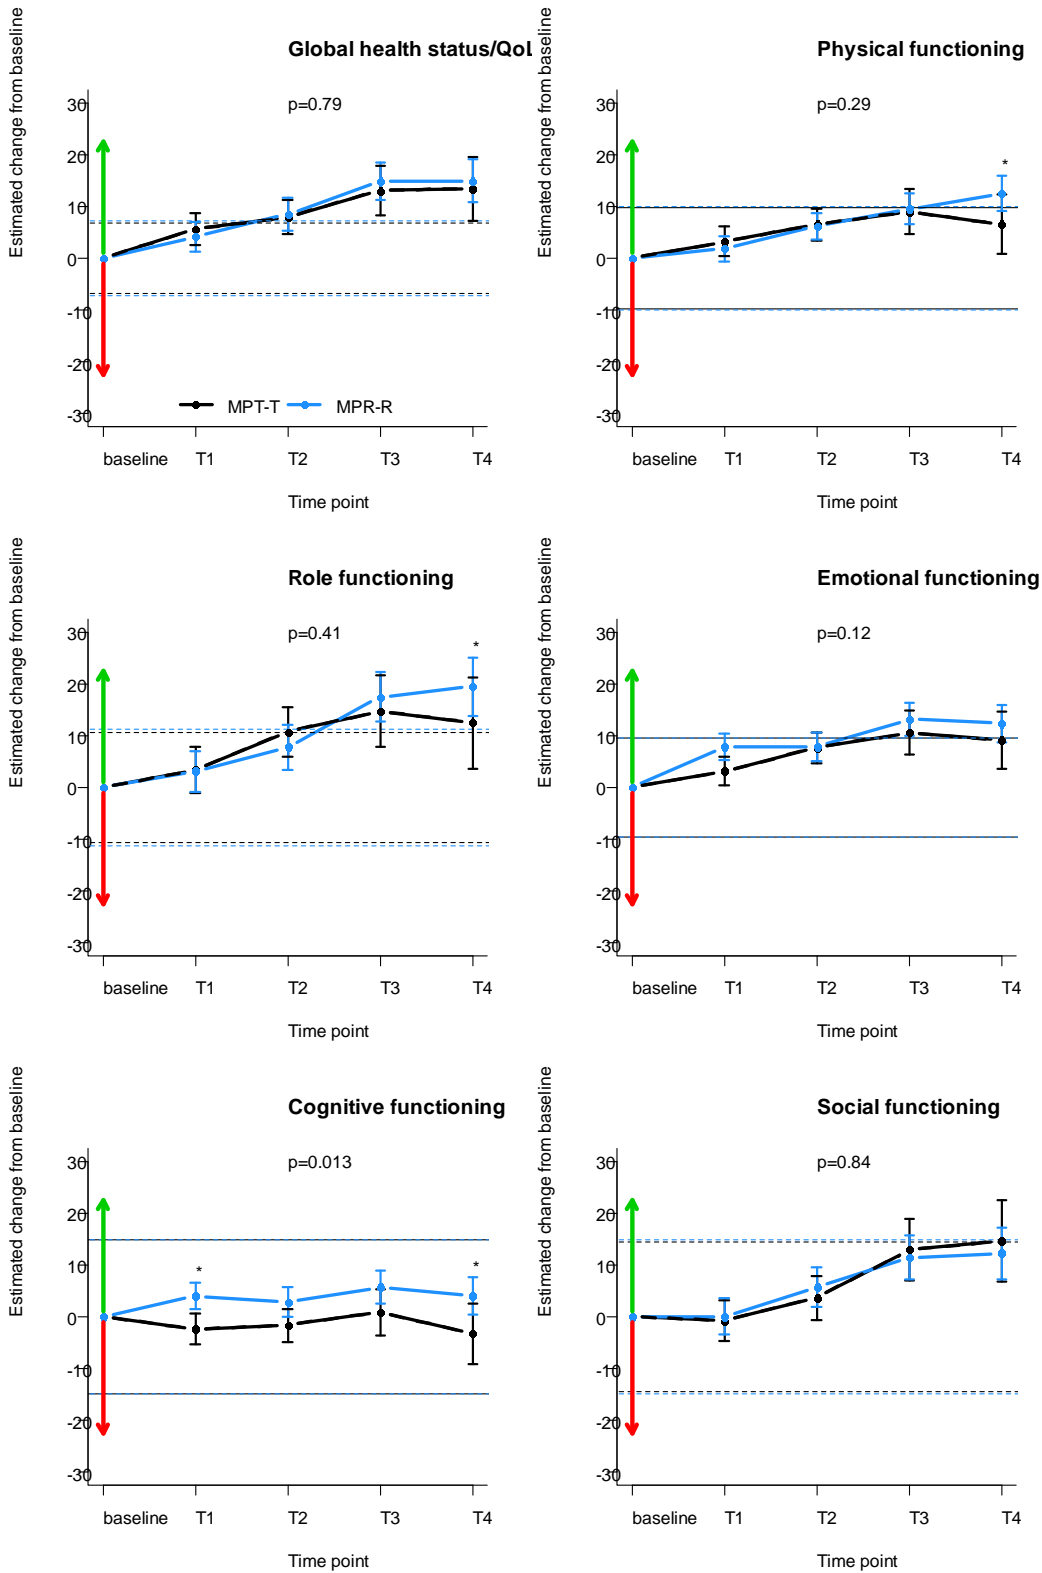 Global health status/QoL
Estimated change from baseline
p=0.79
30
20
10
0
-10
-20
-30
MPT-T
MPR-R
baseline T1 T2 T3 T4
Time point
Physical functioning
Estimated change from baseline
p=0.29
30
*
20
10
0
-10
-20
-30
baseline T1 T2 T3 T4
Time point
Role functioning
Estimated change from baseline
p=0.41
30
*
20
10
0
-10
-20
-30
baseline T1 T2 T3 T4
Time point
Emotional functioning
Estimated change from baseline
p=0.12
30
20
10
0
-10
-20
-30
baseline T1 T2 T3 T4
Time point
Cognitive functioning
Estimated change from baseline
p=0.013
30
20
10
* *
0
-10
-20
-30
baseline T1 T2 T3 T4
Time point
Social functioning
Estimated change from baseline
p=0.84
30
20
10
0
-10
-20
-30
baseline T1 T2 T3 T4
Time point